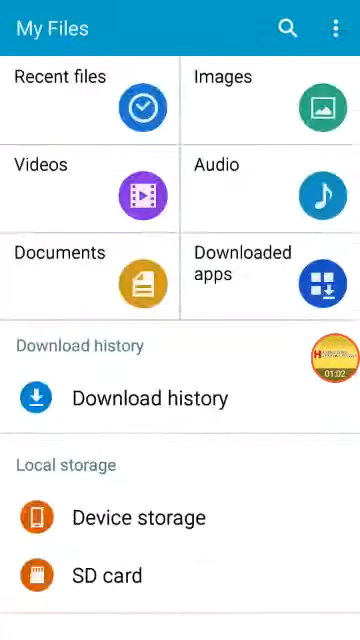 My Files
Recent files
Images
Videos
Audio
Documents
Downloaded
apps
Download history
01:02
Download history
Local storage
Device storage
SD card